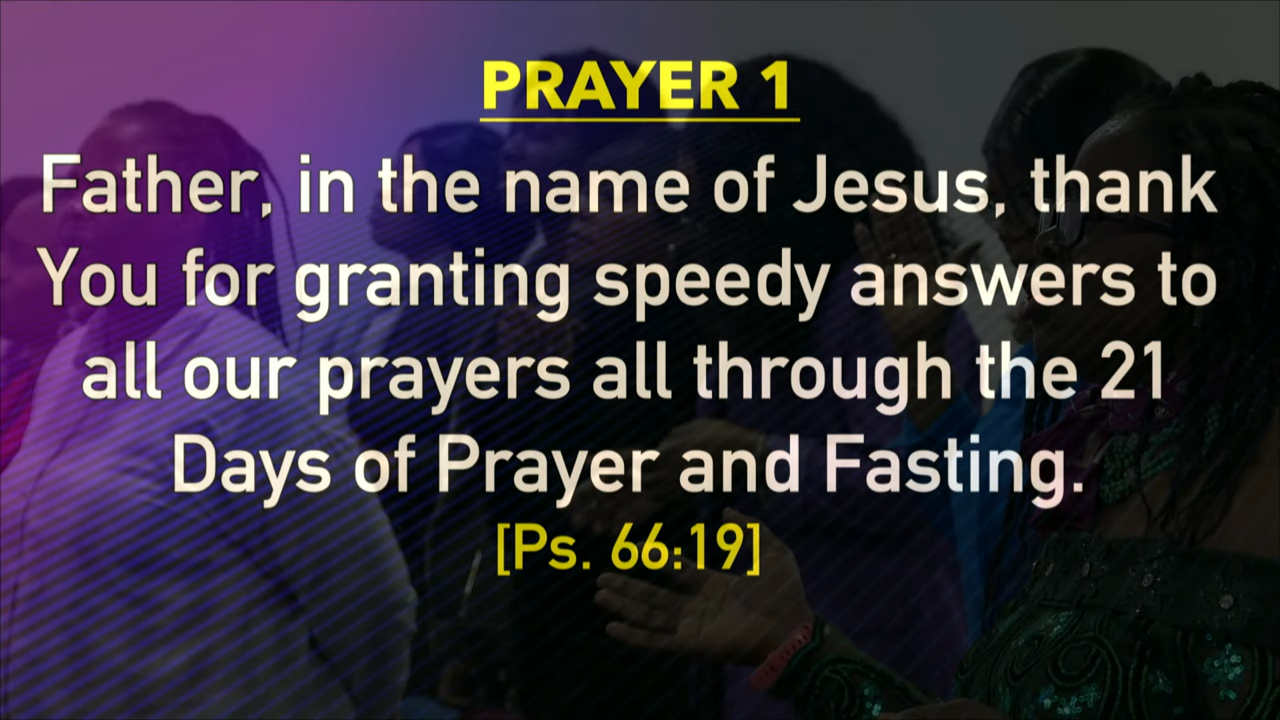 PRAYER 1
Father, in the name of Jesus, thank
You for granting speedy answers to
all our prayers all through the 21
Days of Prayer and Fasting.
[Ps. 66:19]